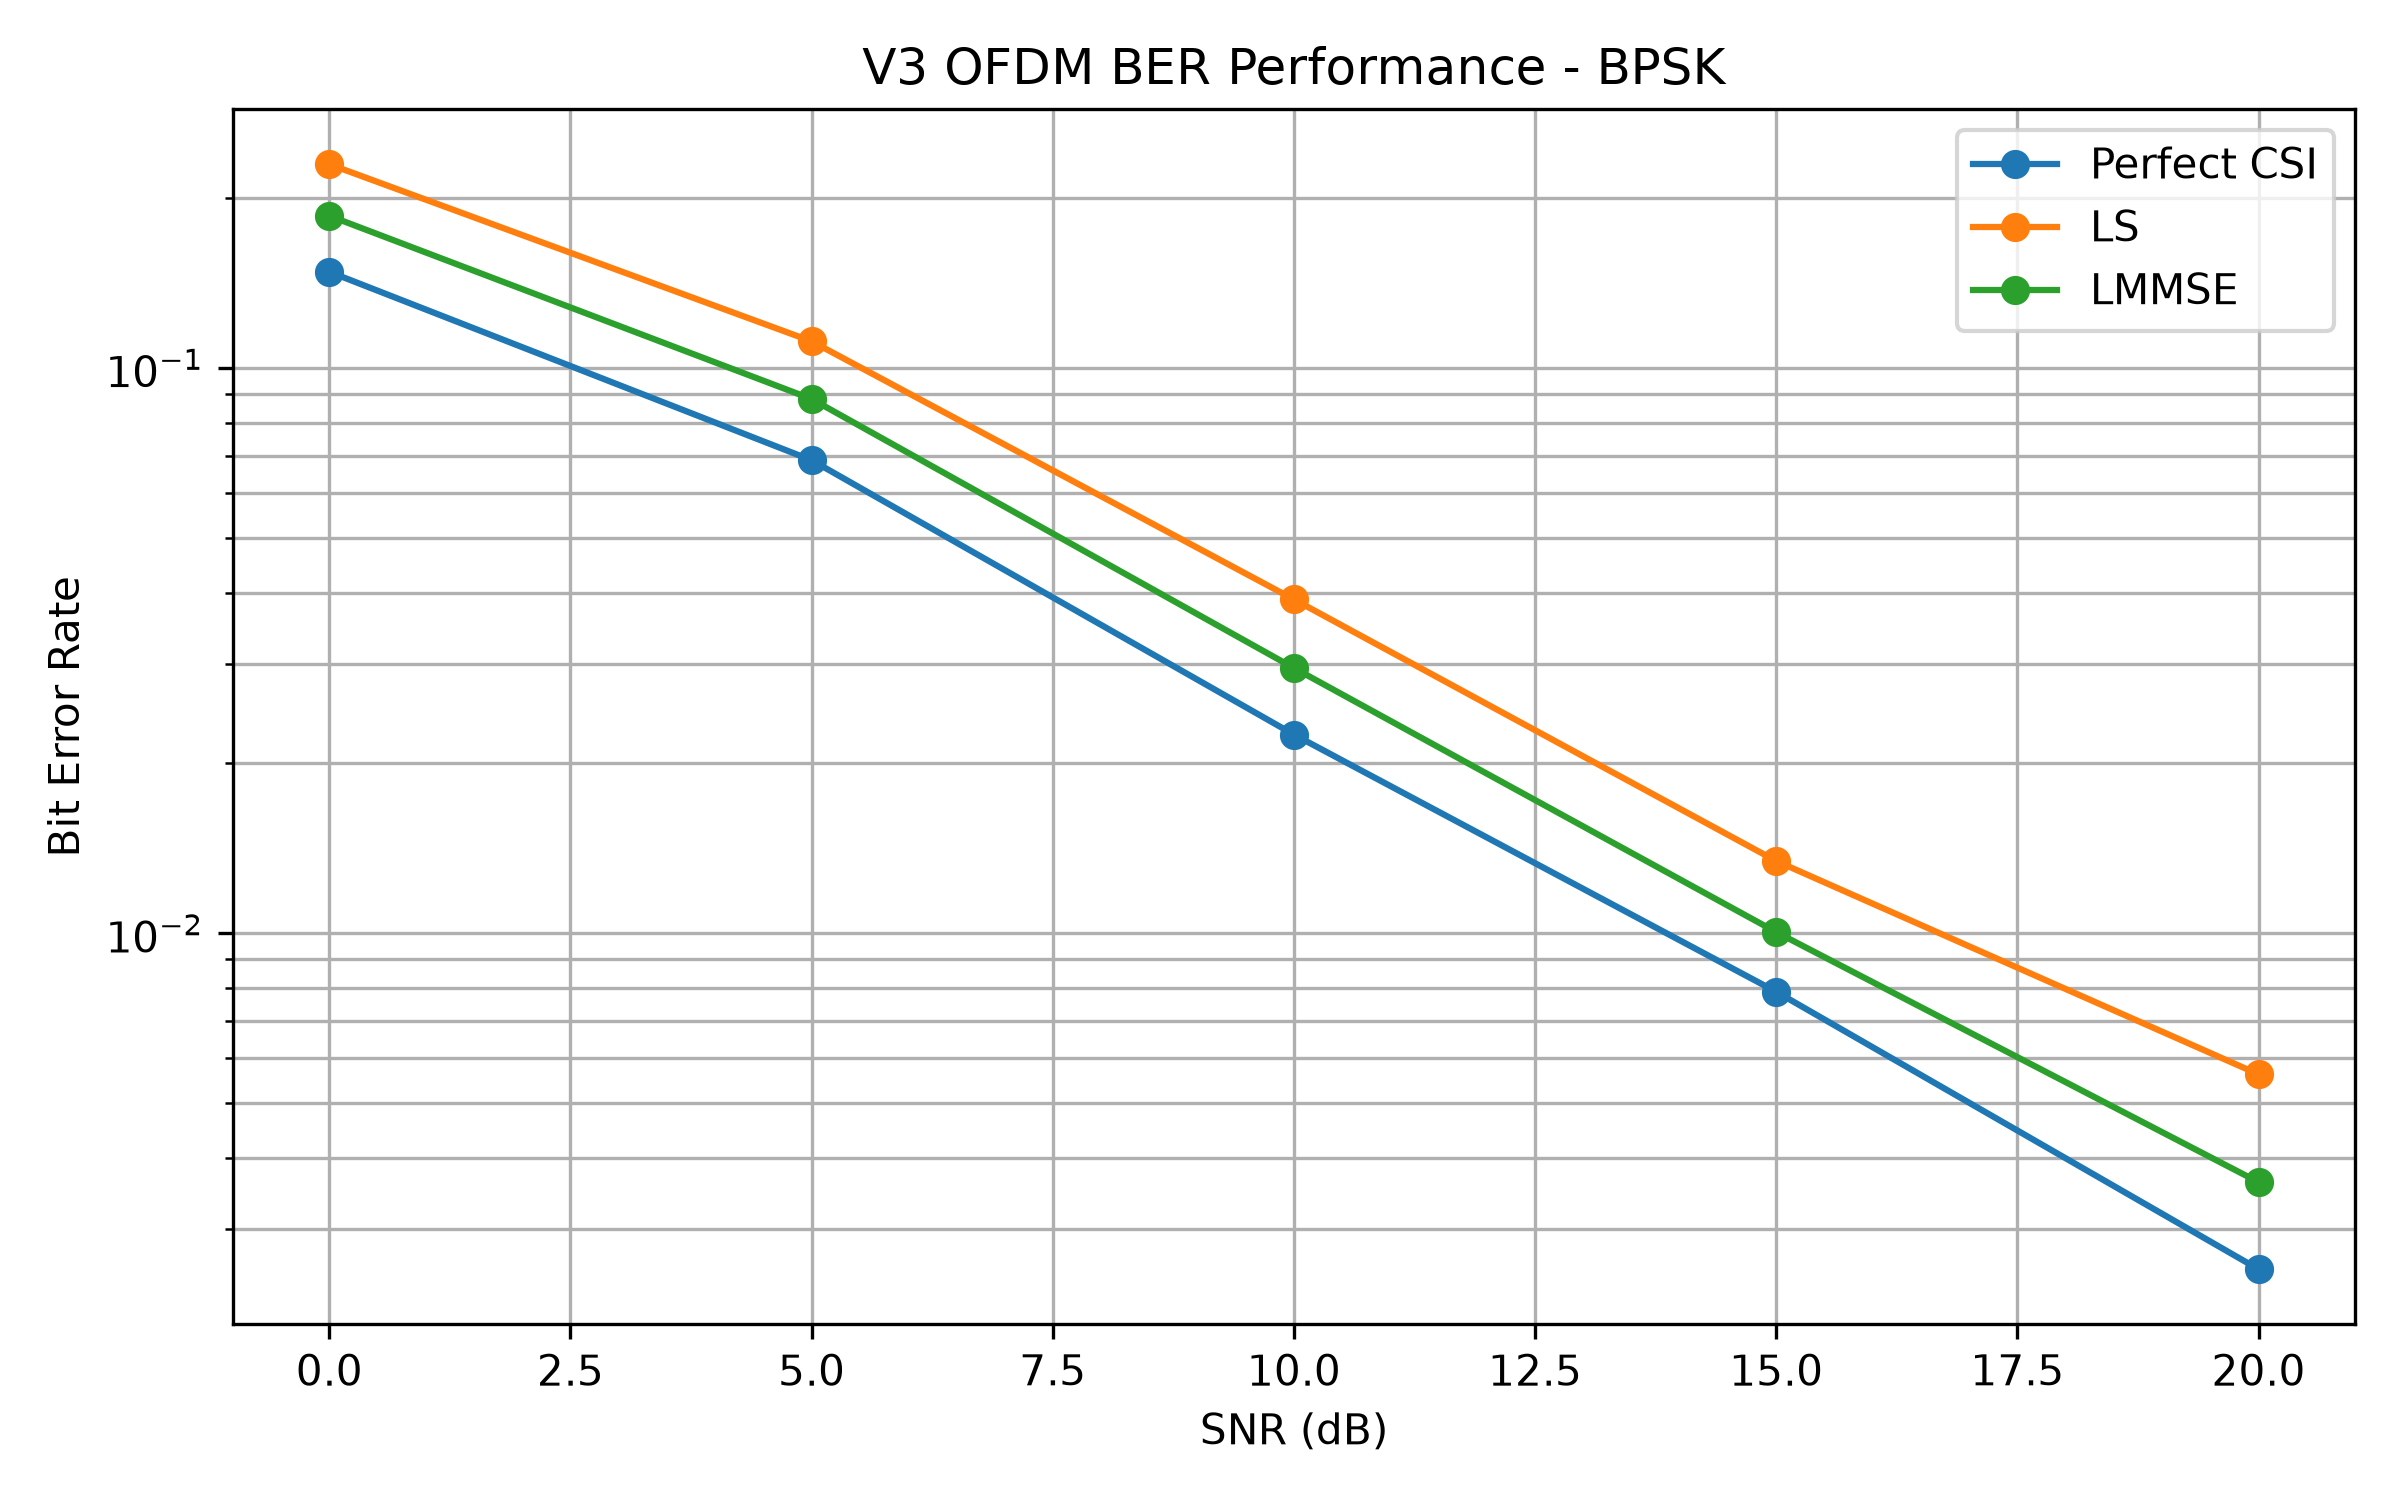 V3 OFDM BER Performance - BPSK
Perfect CSI
LS
LMMSE
Bit Error Rate
10⁻¹
10⁻²
0.0 2.5 5.0 7.5 10.0 12.5 15.0 17.5 20.0
SNR (dB)